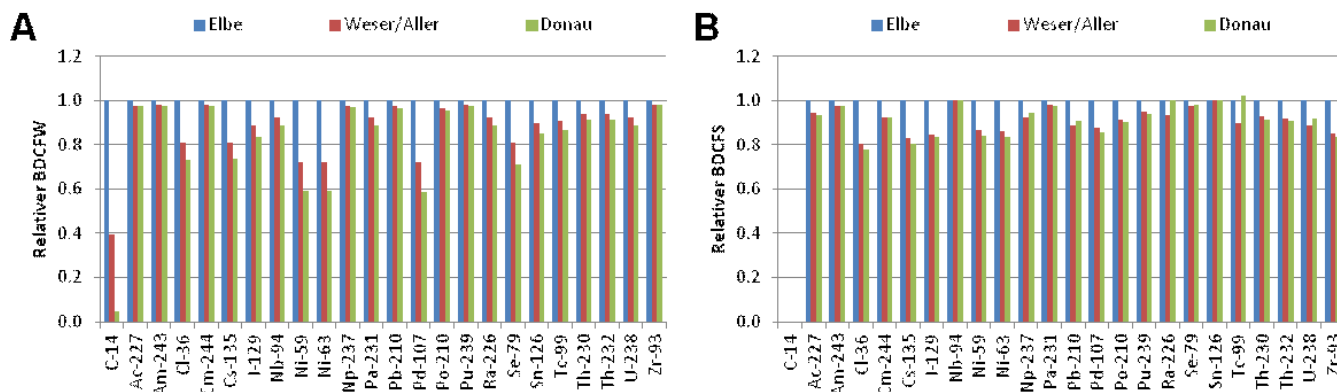 A
Elbe Weser/Aller Donau
Relativer BDCFW
1.2
1.0
0.8
0.6
0.4
0.2
0.0
C-14 Ac-227 Am-243 Cl-36 Cm-244 Cs-135 I-129 Nb-94 Ni-59 Ni-63 Np-237 Pa-231 Pb-210 Pd-107 Po-210 Pu-239 Ra-226 Se-79 Sn-126 Tc-99 Th-230 Th-232 U-238 Zr-93
B
Elbe Weser/Aller Donau
Relativer BDCFS
1.2
1.0
0.8
0.6
0.4
0.2
0.0
C-14 Ac-227 Am-243 Cl-36 Cm-244 Cs-135 I-129 Nb-94 Ni-59 Ni-63 Np-237 Pa-231 Pb-210 Pd-107 Po-210 Pu-239 Ra-226 Se-79 Sn-126 Tc-99 Th-230 Th-232 U-238 Zr-93